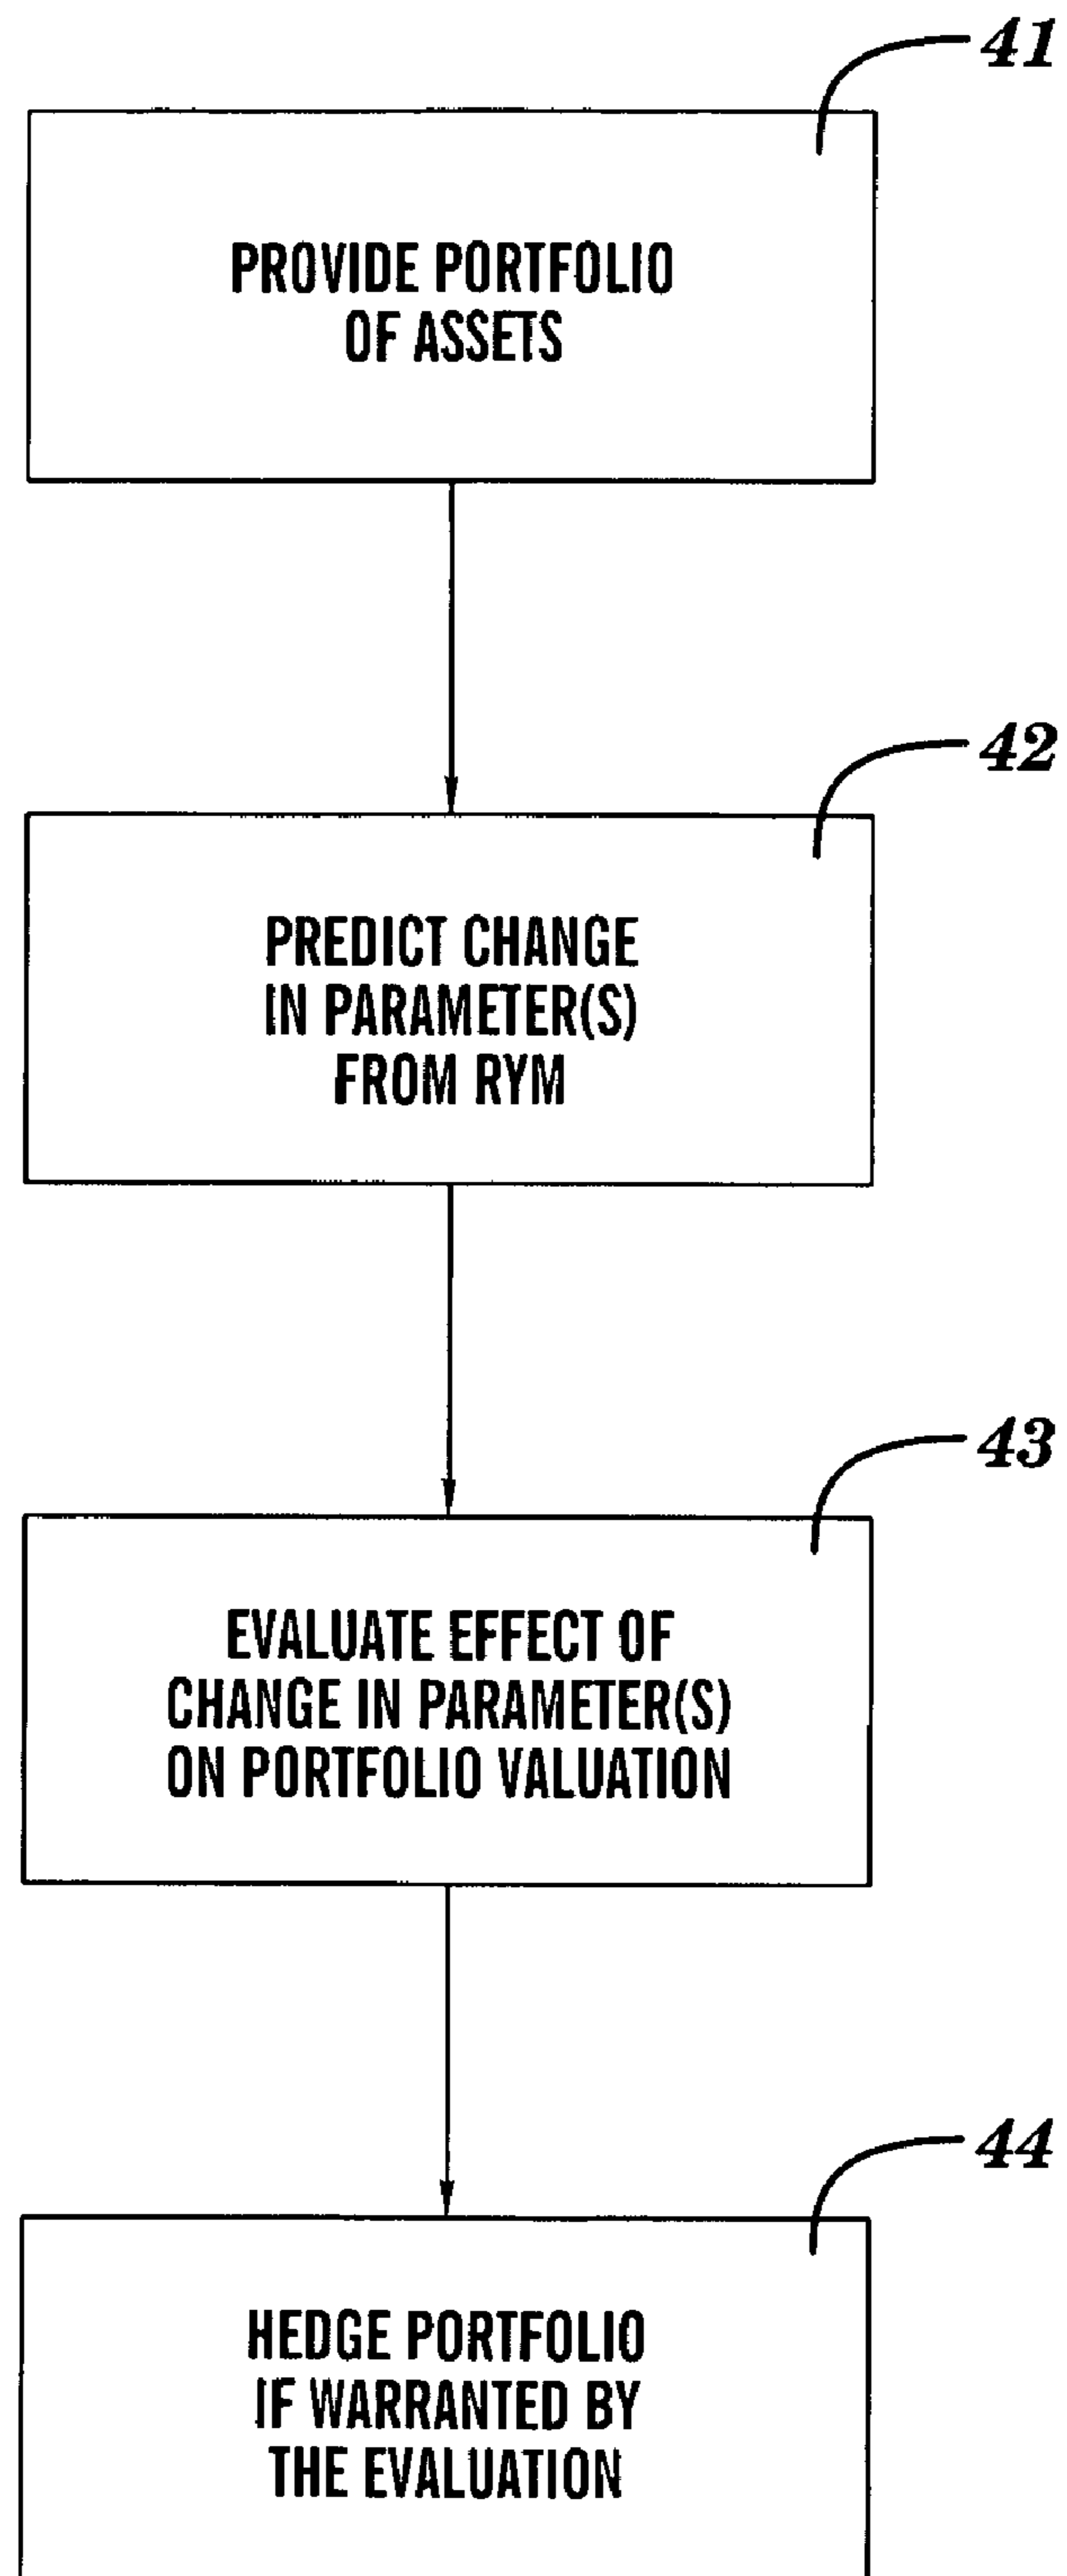 41
PROVIDE PORTFOLIO
OF ASSETS
42
PREDICT CHANGE
IN PARAMETER(S)
FROM RYM
43
EVALUATE EFFECT OF
CHANGE IN PARAMETER(S)
ON PORTFOLIO VALUATION
44
HEDGE PORTFOLIO
IF WARRANTED BY
THE EVALUATION